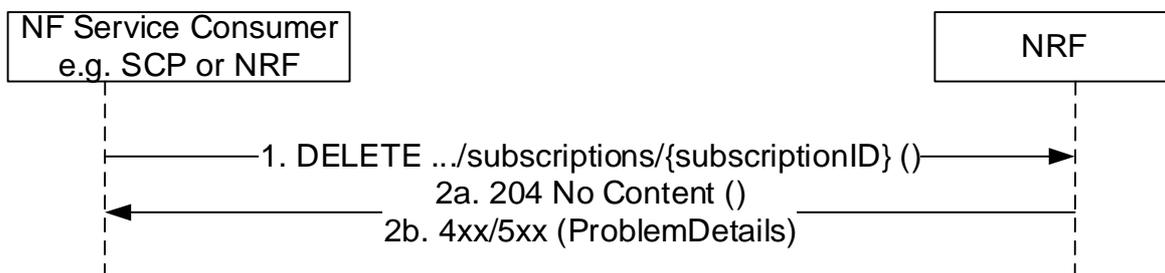 NF Service Consumer
e.g. SCP or NRF
NRF
1. DELETE .../subscriptions/{subscriptionID} ()
2a. 204 No Content ()
2b. 4xx/5xx (ProblemDetails)